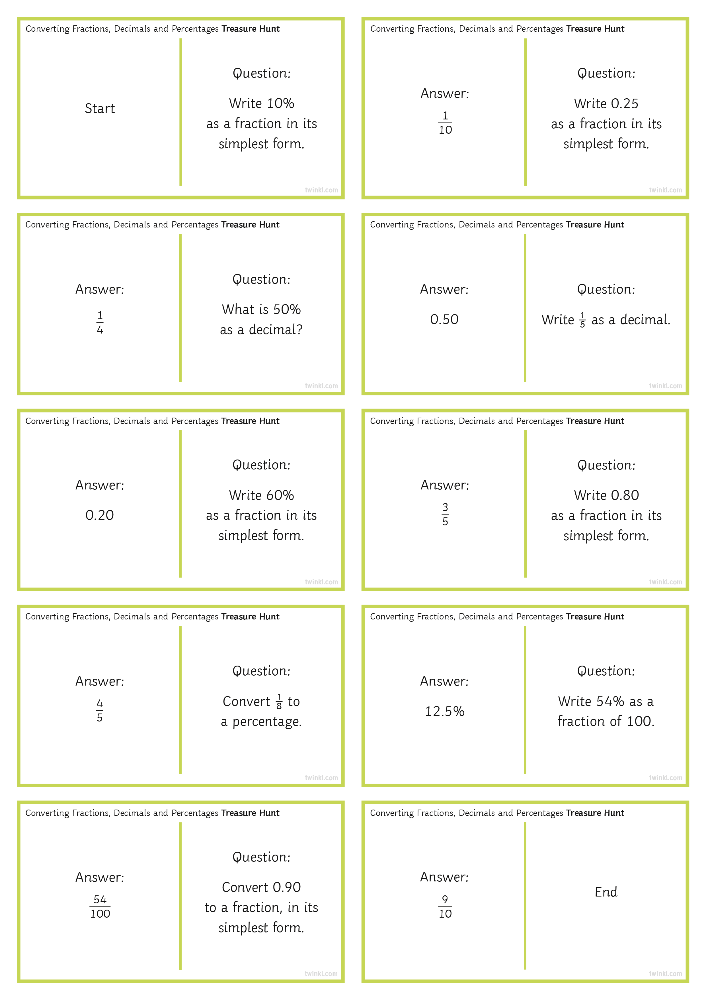 Converting Fractions, Decimals and Percentages Treasure Hunt
Start
Question:
Write 10%
as a fraction in its
simplest form.
twinkl.com
Converting Fractions, Decimals and Percentages Treasure Hunt
Answer:
1
10
Question:
Write 0.25
as a fraction in its
simplest form.
twinkl.com
Converting Fractions, Decimals and Percentages Treasure Hunt
Answer:
1
4
Question:
What is 50%
as a decimal?
twinkl.com
Converting Fractions, Decimals and Percentages Treasure Hunt
Answer:
0.50
Question:
Write 1/5 as a decimal.
twinkl.com
Converting Fractions, Decimals and Percentages Treasure Hunt
Answer:
0.20
Question:
Write 60%
as a fraction in its
simplest form.
twinkl.com
Converting Fractions, Decimals and Percentages Treasure Hunt
Answer:
3
5
Question:
Write 0.80
as a fraction in its
simplest form.
twinkl.com
Converting Fractions, Decimals and Percentages Treasure Hunt
Answer:
4
5
Question:
Convert 1/8 to
a percentage.
twinkl.com
Converting Fractions, Decimals and Percentages Treasure Hunt
Answer:
12.5%
Question:
Write 54% as a
fraction of 100.
twinkl.com
Converting Fractions, Decimals and Percentages Treasure Hunt
Answer:
54
100
Question:
Convert 0.90
to a fraction, in its
simplest form.
twinkl.com
Converting Fractions, Decimals and Percentages Treasure Hunt
Answer:
9
10
End
twinkl.com